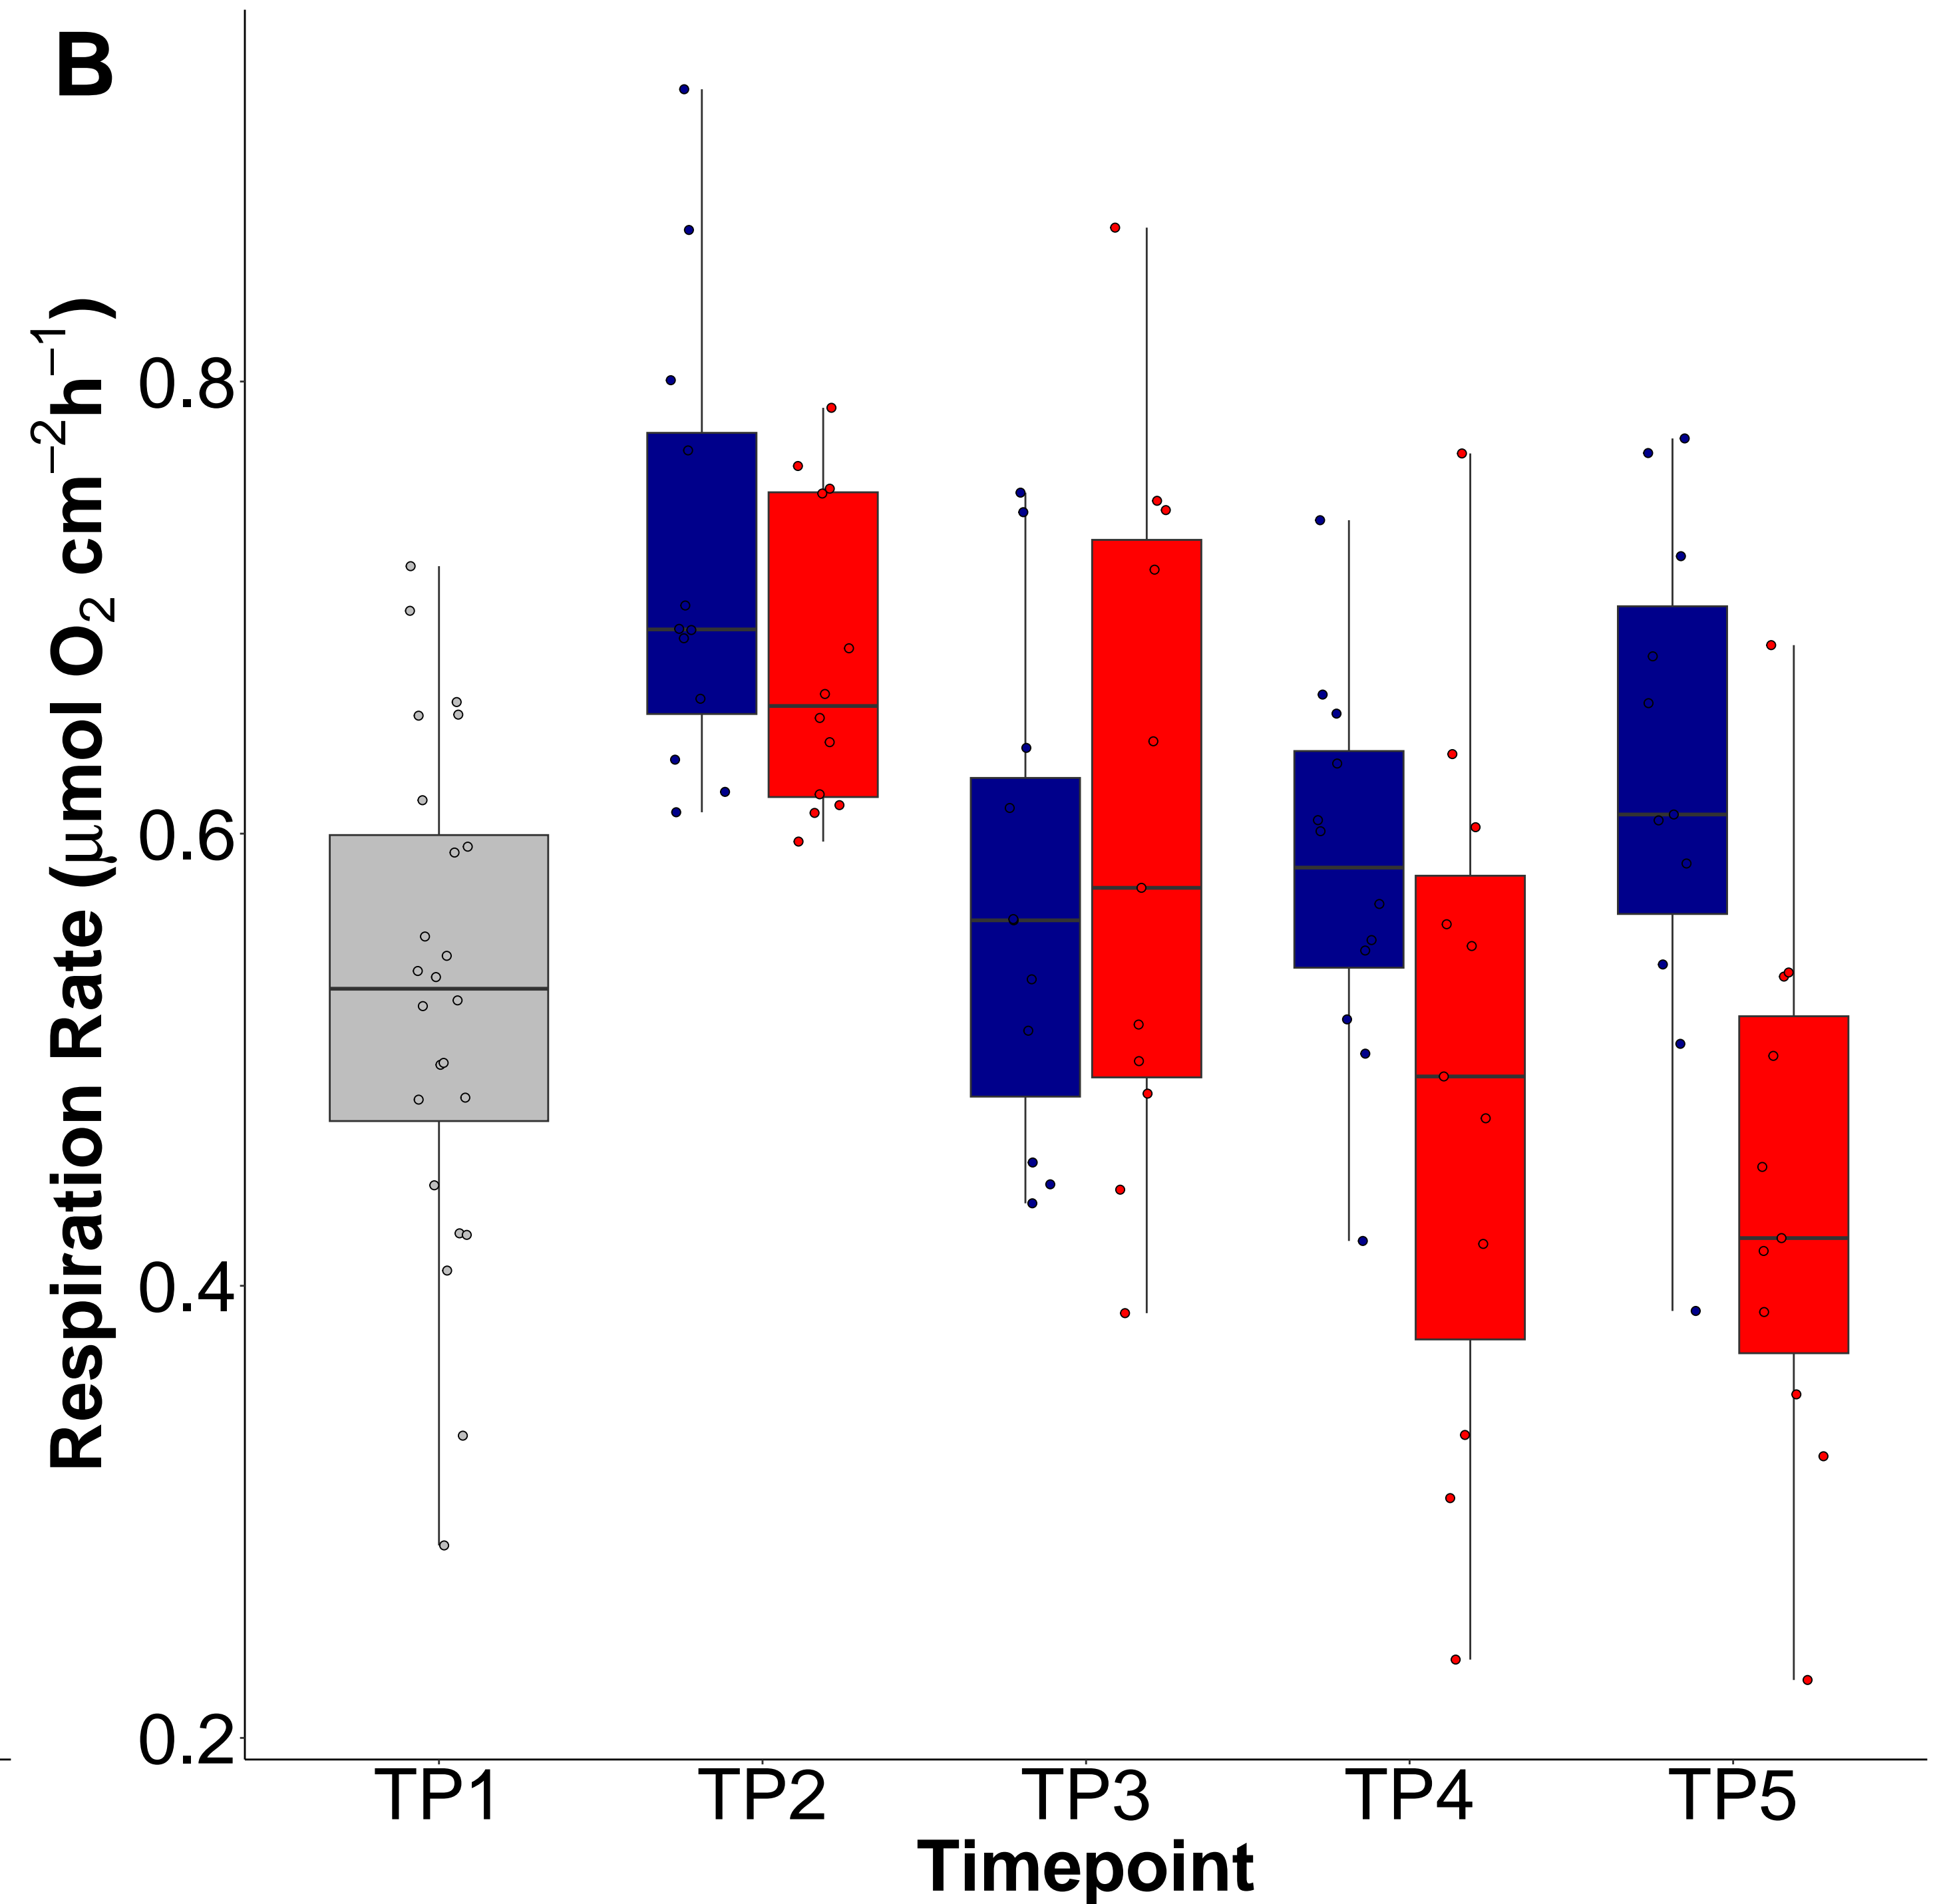 B
Respiration Rate (μmol O₂ cm⁻²h⁻¹)
0.8
0.6
0.4
0.2
TP1 TP2 TP3 TP4 TP5
Timepoint